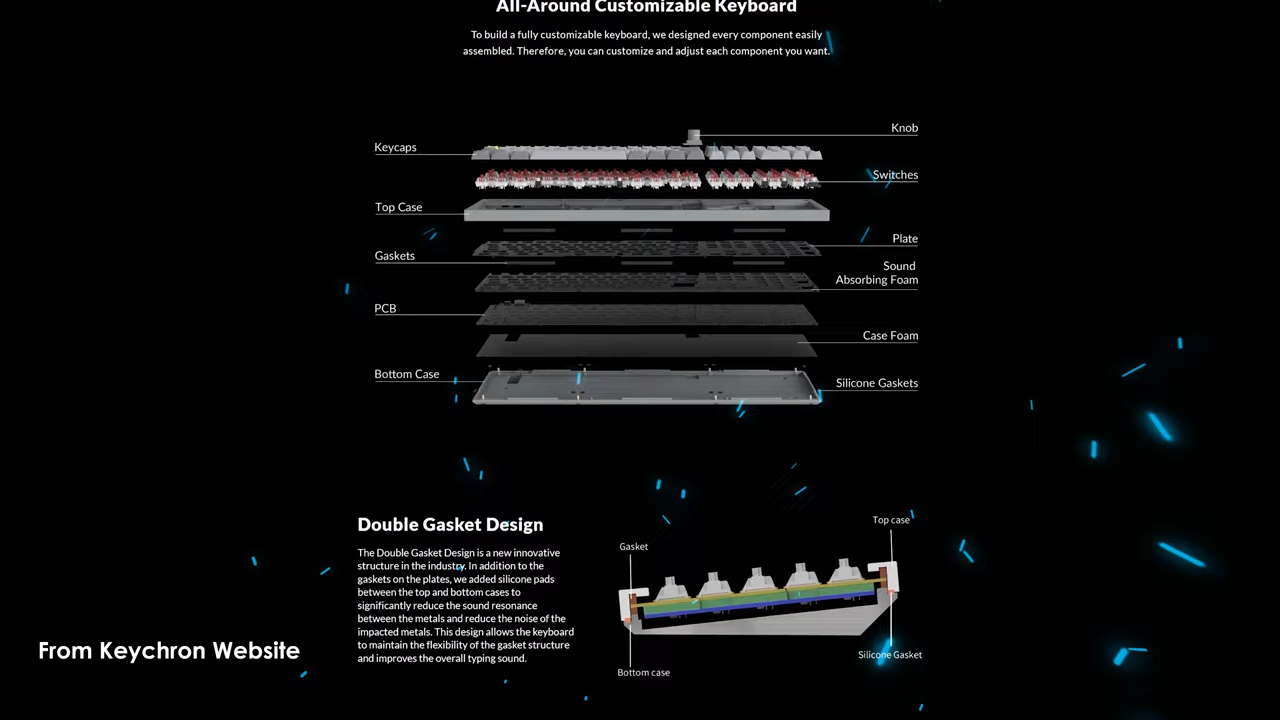 All-Around Customizable Keyboard
To build a fully customizable keyboard, we designed every component easily
assembled. Therefore, you can customize and adjust each component you want.
Knob
Keycaps
Switches
Top Case
Plate
Gaskets
Sound
Absorbing Foam
PCB
Case Foam
Bottom Case
Silicone Gaskets
Double Gasket Design
The Double Gasket Design is a new innovative
structure in the industry. In addition to the
gaskets on the plates, we added silicone pads
between the top and bottom cases to
significantly reduce the sound resonance
between the metals and reduce the noise of the
impacted metals. This design allows the keyboard
to maintain the flexibility of the gasket structure
and improves the overall typing sound.
Top case
Gasket
Silicone Gasket
Bottom case
From Keychron Website